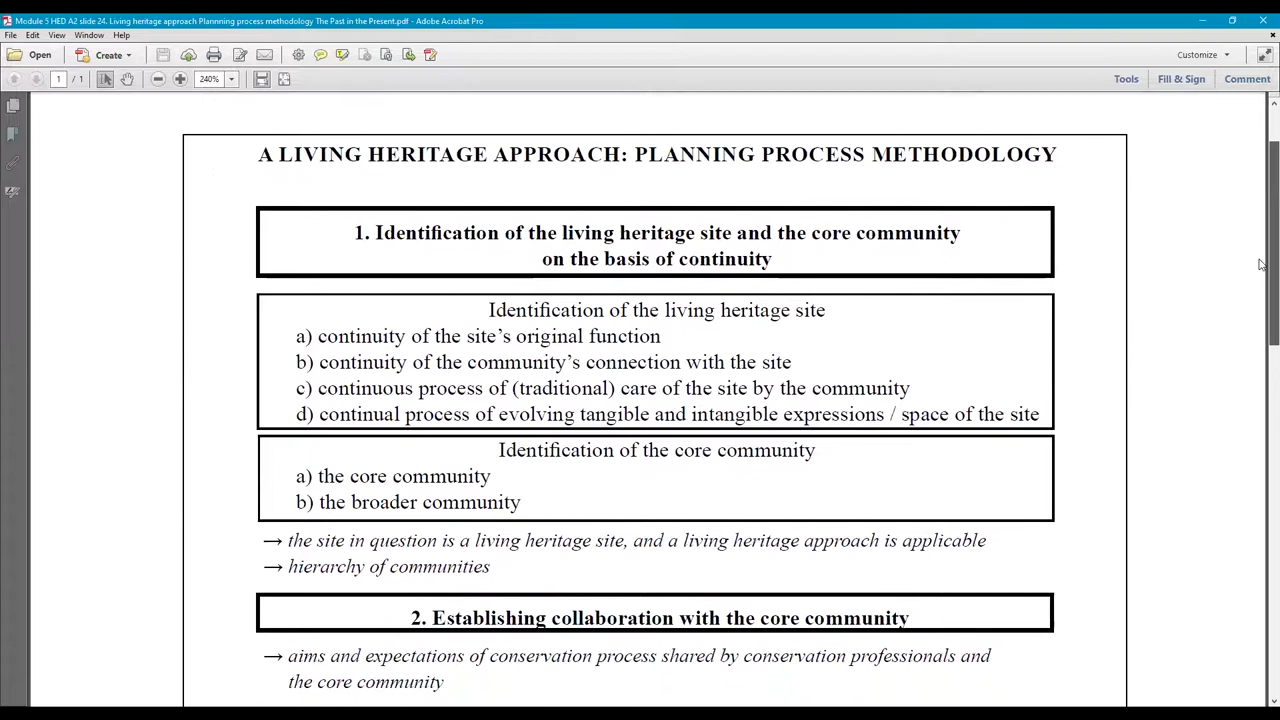 Module 5 HED A2 slide 24. Living heritage approach Plannning process methodology The Past in the Present.pdf - Adobe Acrobat Pro
File Edit View Window Help
Open Create Customize
1 / 1 240% Tools Fill & Sign Comment
A LIVING HERITAGE APPROACH: PLANNING PROCESS METHODOLOGY
1. Identification of the living heritage site and the core community
on the basis of continuity
Identification of the living heritage site
a) continuity of the site's original function
b) continuity of the community's connection with the site
c) continuous process of (traditional) care of the site by the community
d) continual process of evolving tangible and intangible expressions / space of the site
Identification of the core community
a) the core community
b) the broader community
→ the site in question is a living heritage site, and a living heritage approach is applicable
→ hierarchy of communities
2. Establishing collaboration with the core community
→ aims and expectations of conservation process shared by conservation professionals and
the core community